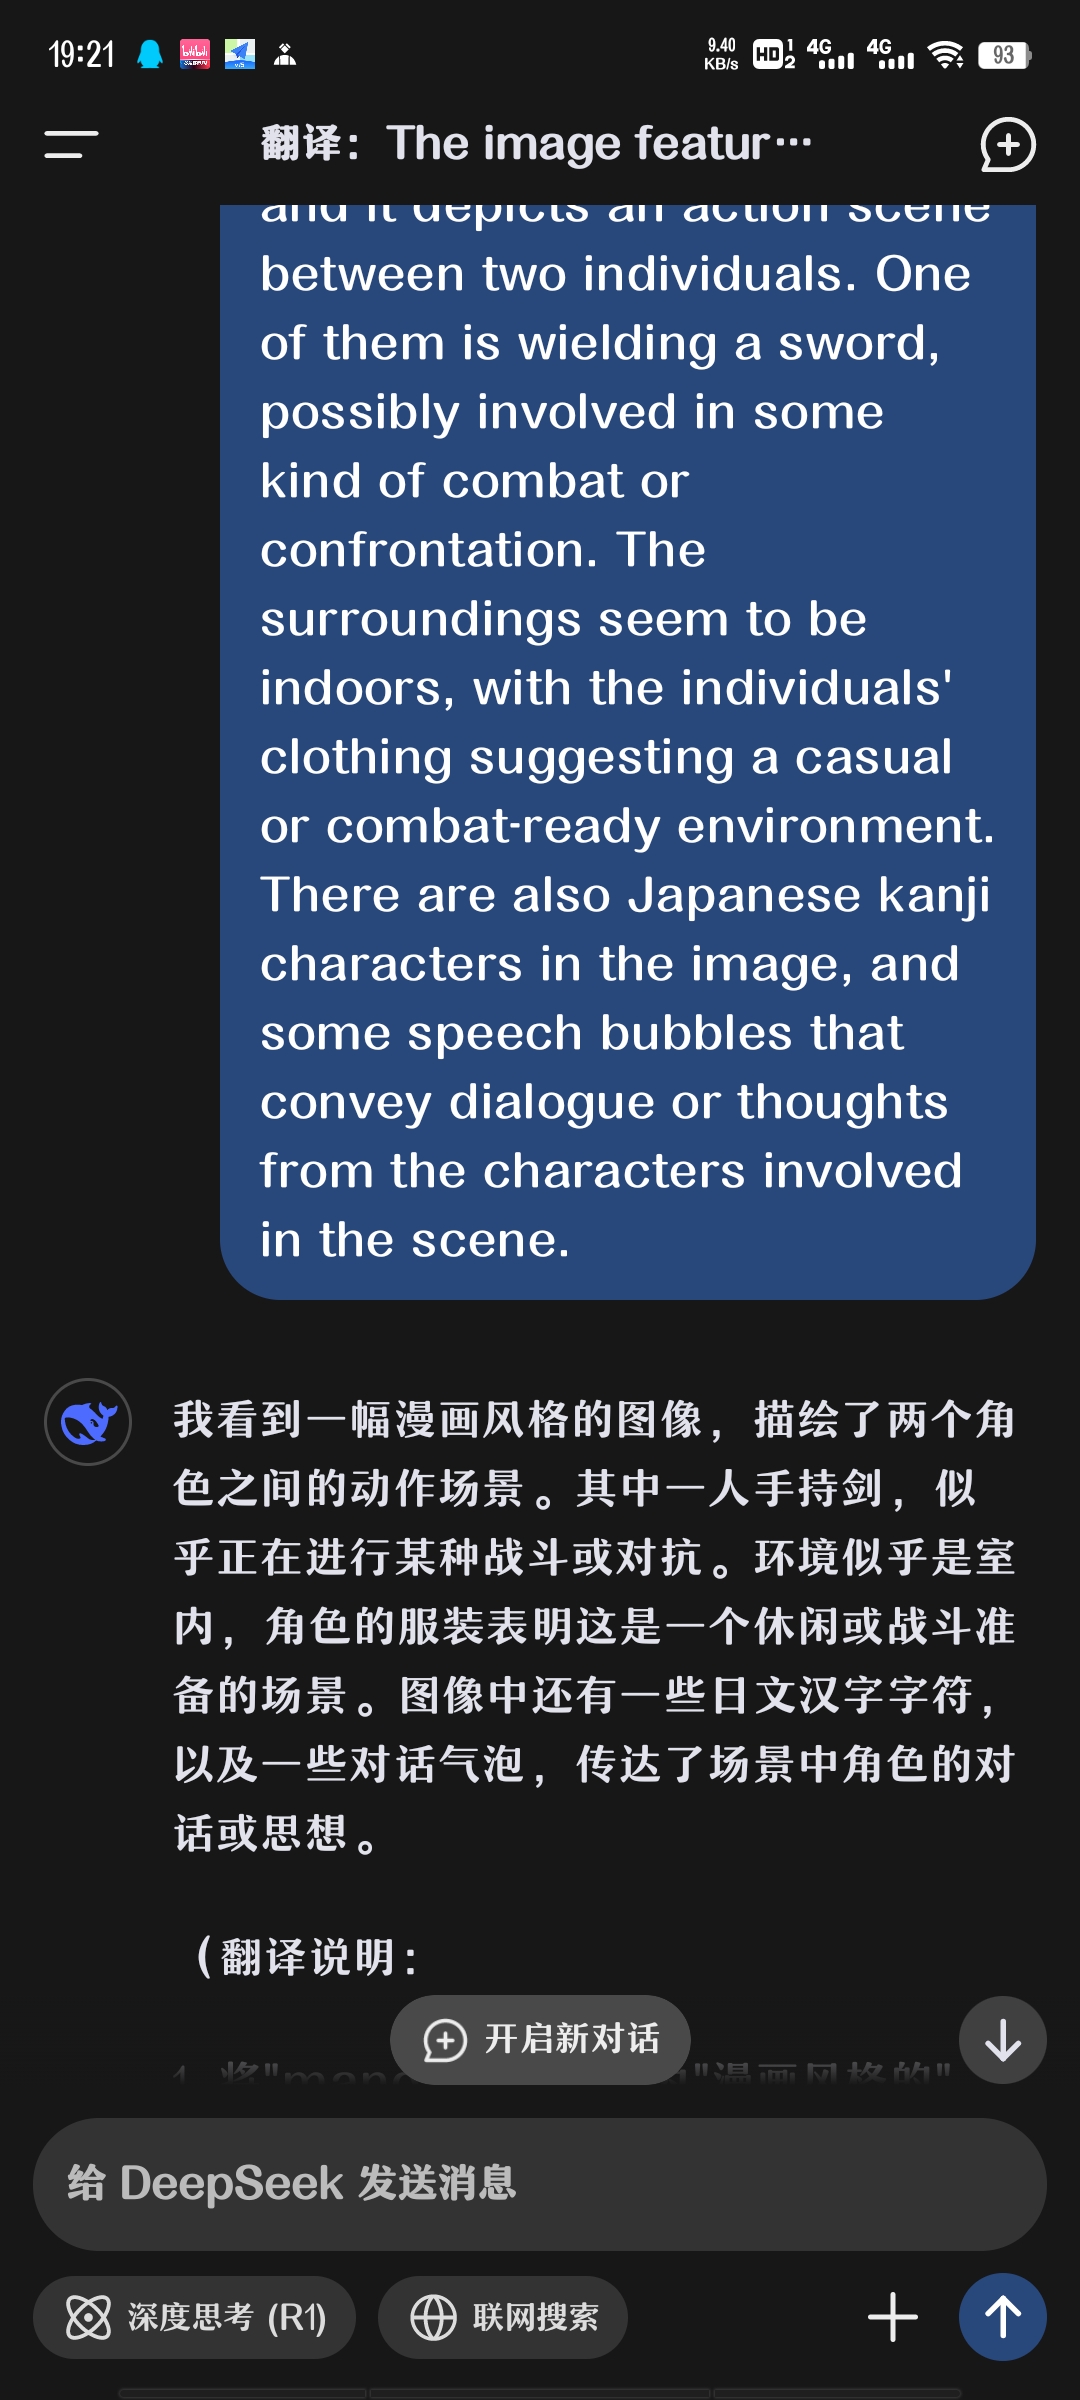 19:21
9.40 KB/s HD 1 2 4G 4G 93
翻译：The image featur…
and it depicts an action scene
between two individuals. One
of them is wielding a sword,
possibly involved in some
kind of combat or
confrontation. The
surroundings seem to be
indoors, with the individuals'
clothing suggesting a casual
or combat-ready environment.
There are also Japanese kanji
characters in the image, and
some speech bubbles that
convey dialogue or thoughts
from the characters involved
in the scene.
我看到一幅漫画风格的图像，描绘了两个角
色之间的动作场景。其中一人手持剑，似
乎正在进行某种战斗或对抗。环境似乎是室
内，角色的服装表明这是一个休闲或战斗准
备的场景。图像中还有一些日文汉字字符，
以及一些对话气泡，传达了场景中角色的对
话或思想。
（翻译说明：
开启新对话
1. 将"mang "漫画风格的"
给 DeepSeek 发送消息
深度思考 (R1)
联网搜索